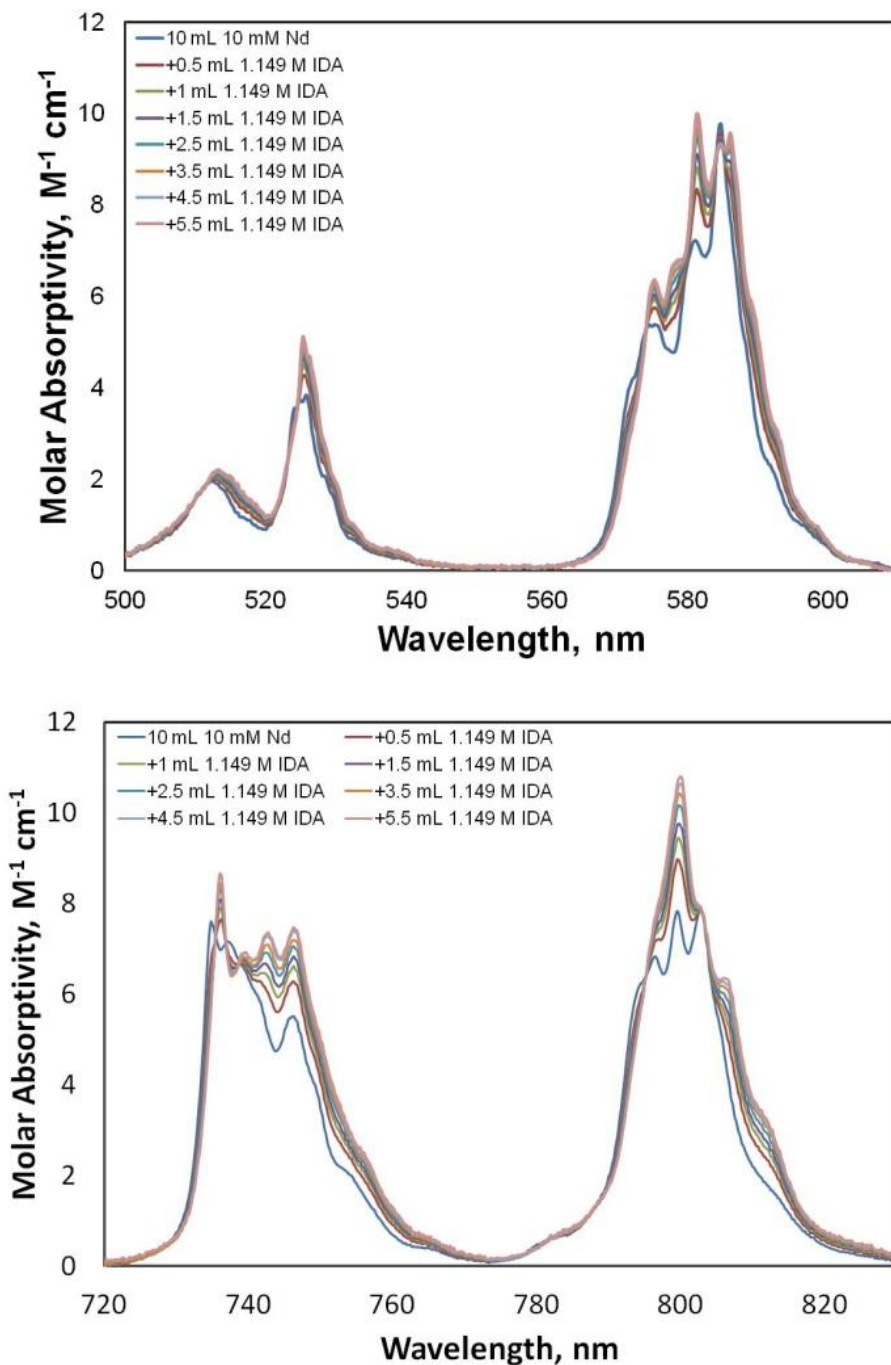 12
10
8
6
4
2
0
Molar Absorptivity, M⁻¹ cm⁻¹
10 mL 10 mM Nd
+0.5 mL 1.149 M IDA
+1 mL 1.149 M IDA
+1.5 mL 1.149 M IDA
+2.5 mL 1.149 M IDA
+3.5 mL 1.149 M IDA
+4.5 mL 1.149 M IDA
+5.5 mL 1.149 M IDA
500 520 540 560 580 600
Wavelength, nm
12
10
8
6
4
2
0
Molar Absorptivity, M⁻¹ cm⁻¹
10 mL 10 mM Nd +0.5 mL 1.149 M IDA
+1 mL 1.149 M IDA +1.5 mL 1.149 M IDA
+2.5 mL 1.149 M IDA +3.5 mL 1.149 M IDA
+4.5 mL 1.149 M IDA +5.5 mL 1.149 M IDA
720 740 760 780 800 820
Wavelength, nm